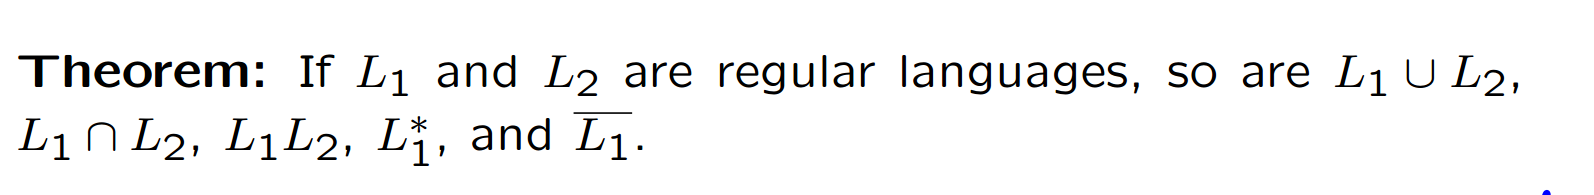 Theorem: If L₁ and L₂ are regular languages, so are L₁ ∪ L₂,
L₁ ∩ L₂, L₁L₂, L₁*, and L̅₁̅.